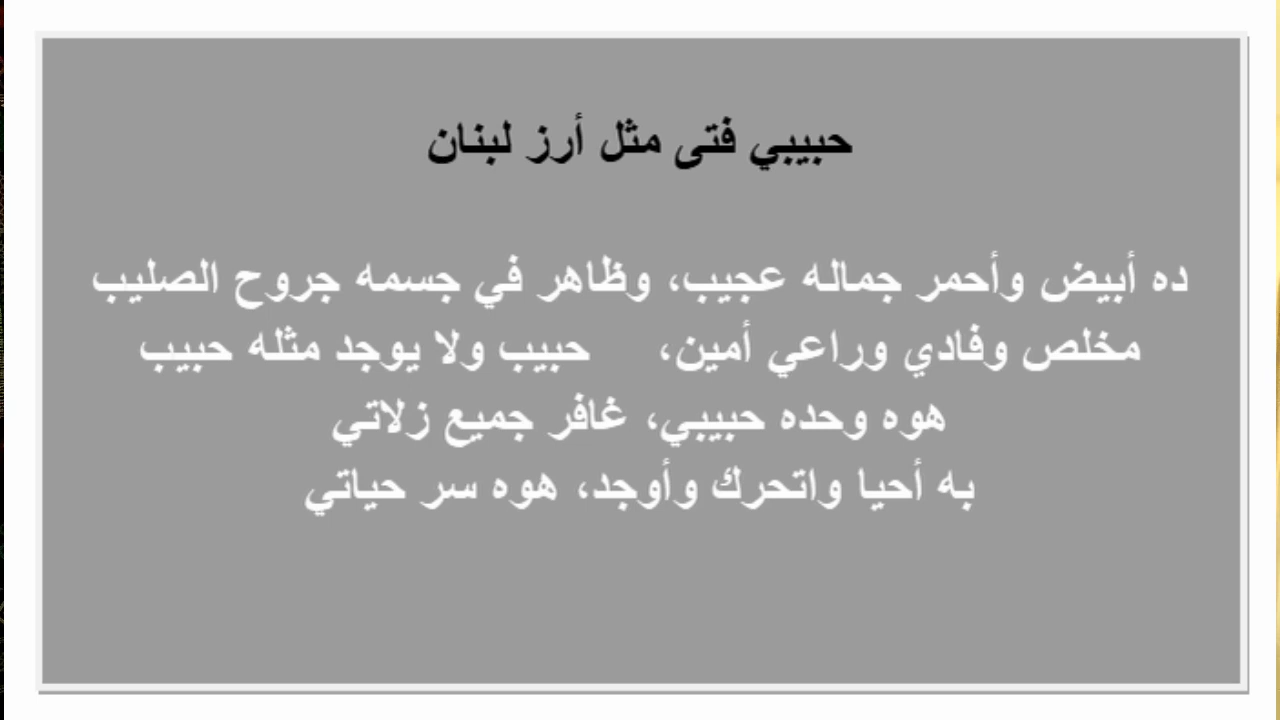 حبيبي فتى مثل أرز لبنان
ده أبيض وأحمر جماله عجيب، وظاهر في جسمه جروح الصليب
مخلص وفادي وراعي أمين، حبيب ولا يوجد مثله حبيب
هوه وحده حبيبي، غافر جميع زلاتي
به أحيا واتحرك وأوجد، هوه سر حياتي